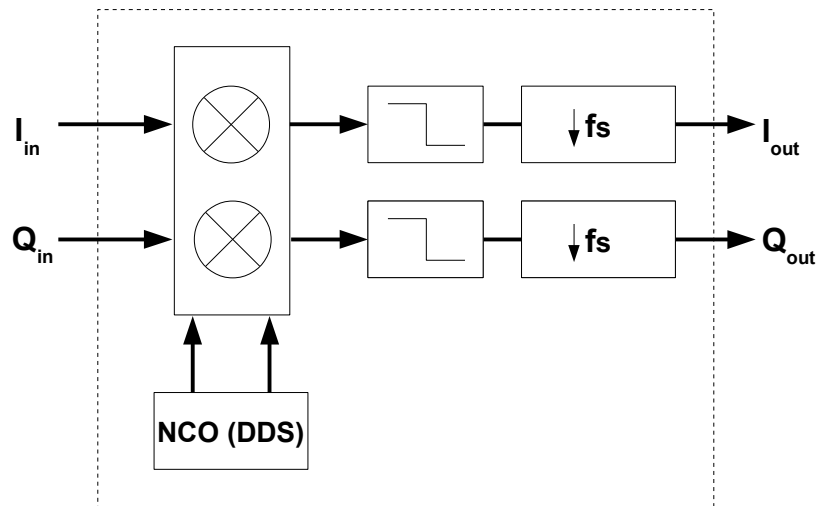 I_in
fs
I_out
Q_in
fs
Q_out
NCO (DDS)